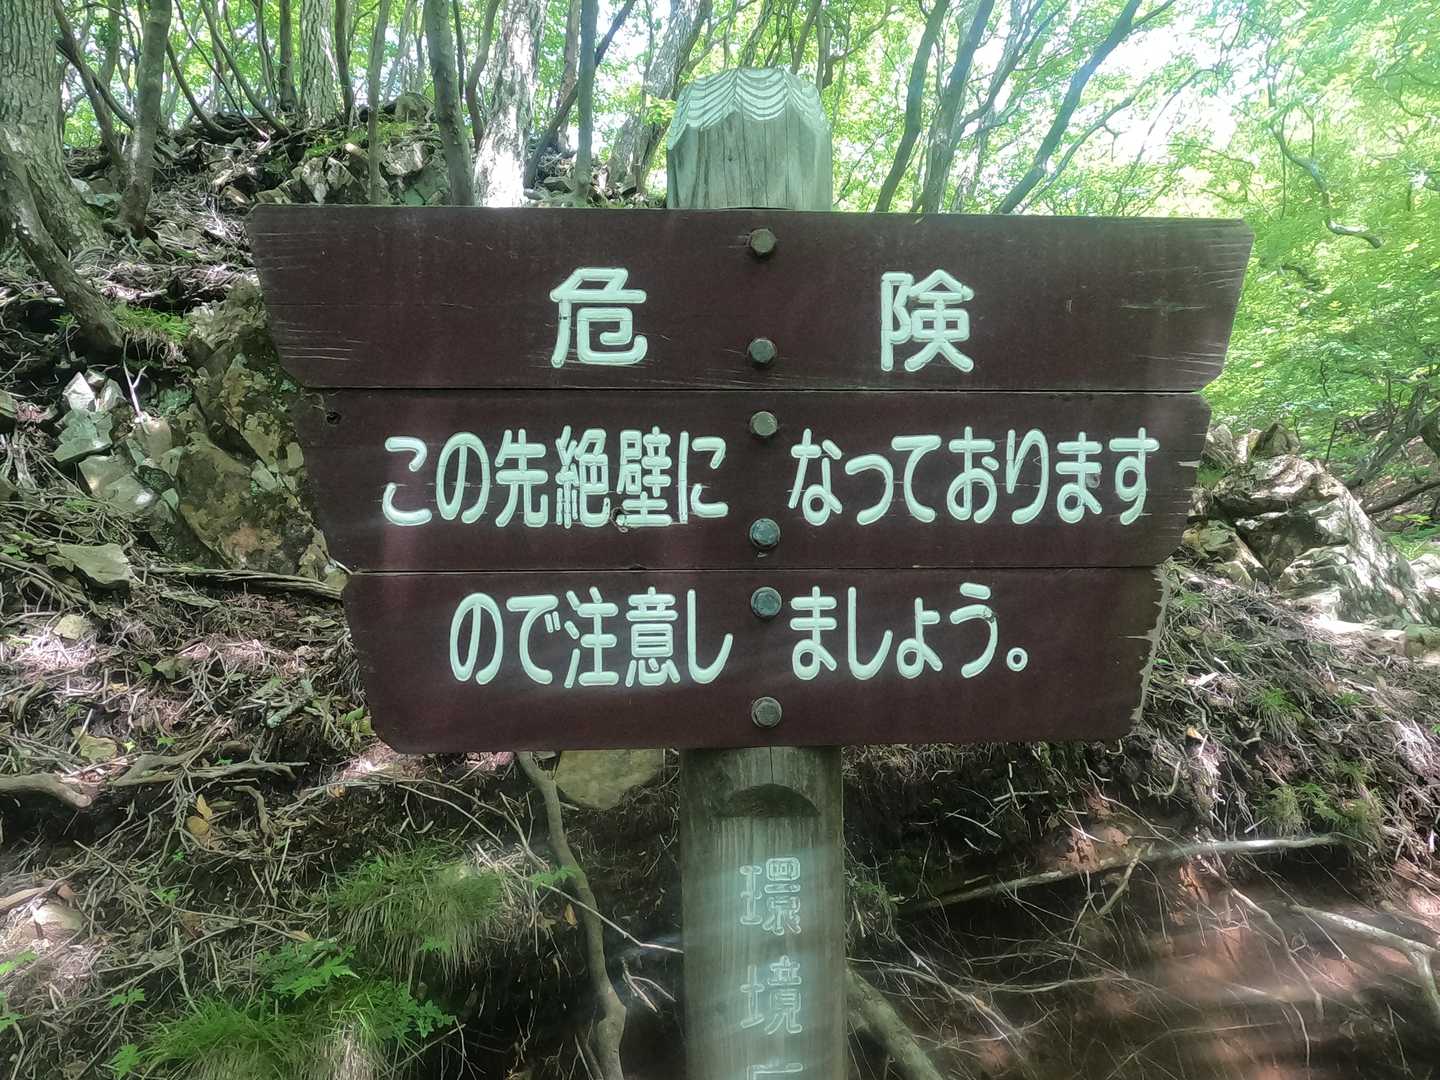 危険
この先絶壁になっております
ので注意しましょう。
環境